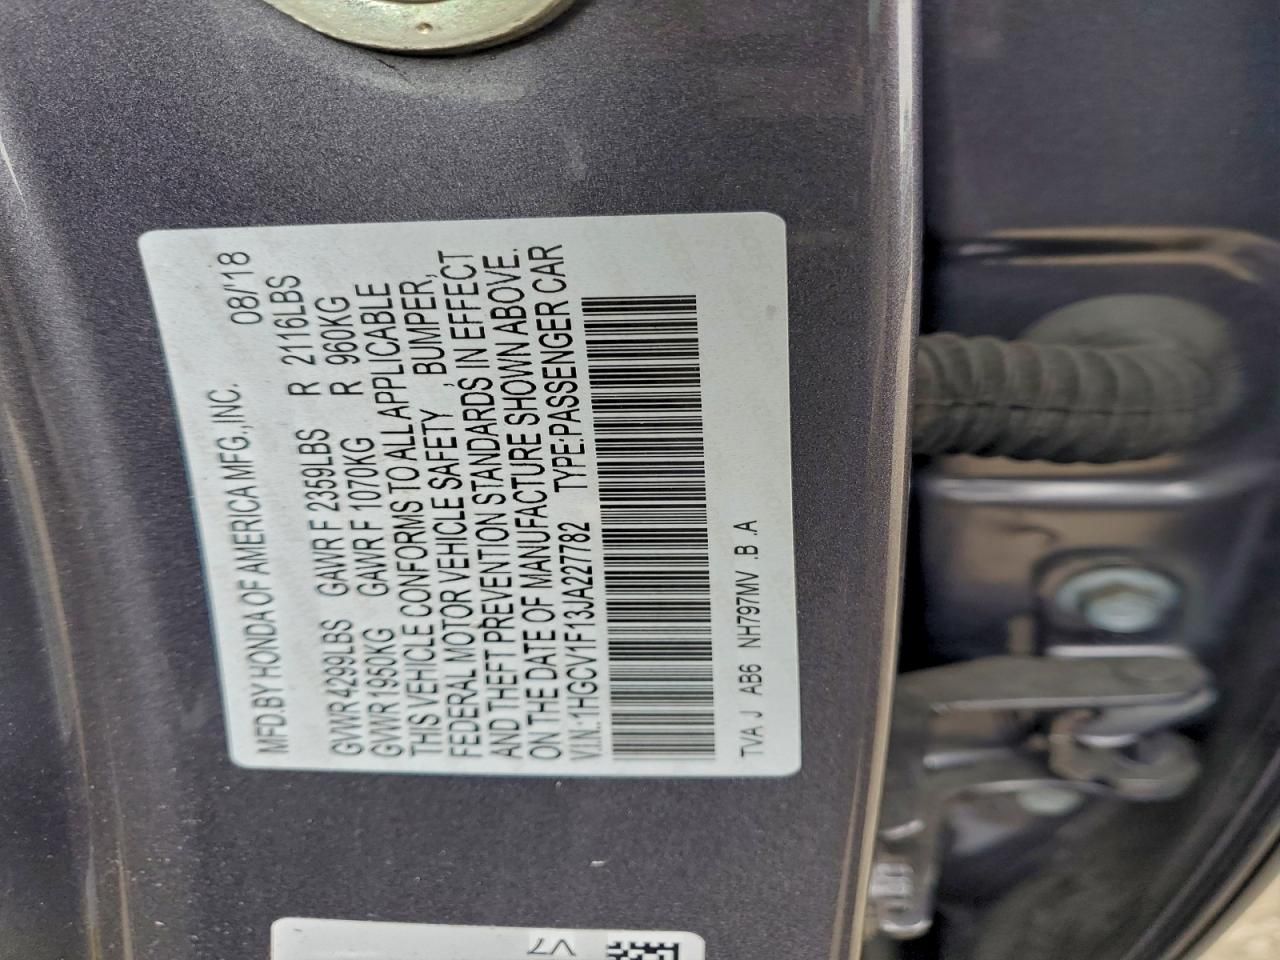 MFD.BY HONDA OF AMERICA MFG.,INC. 08/'18
GVWR 4299LBS GAWR F 2359LBS R 2116LBS
GVWR 1950KG GAWR F 1070KG R 960KG
THIS VEHICLE CONFORMS TO ALL APPLICABLE
FEDERAL MOTOR VEHICLE SAFETY , BUMPER,
AND THEFT PREVENTION STANDARDS IN EFFECT
ON THE DATE OF MANUFACTURE SHOWN ABOVE.
V.I.N.:1HGCV1F13JA227782 TYPE:PASSENGER CAR
TVA J AB6 NH797MV .B .A
V7